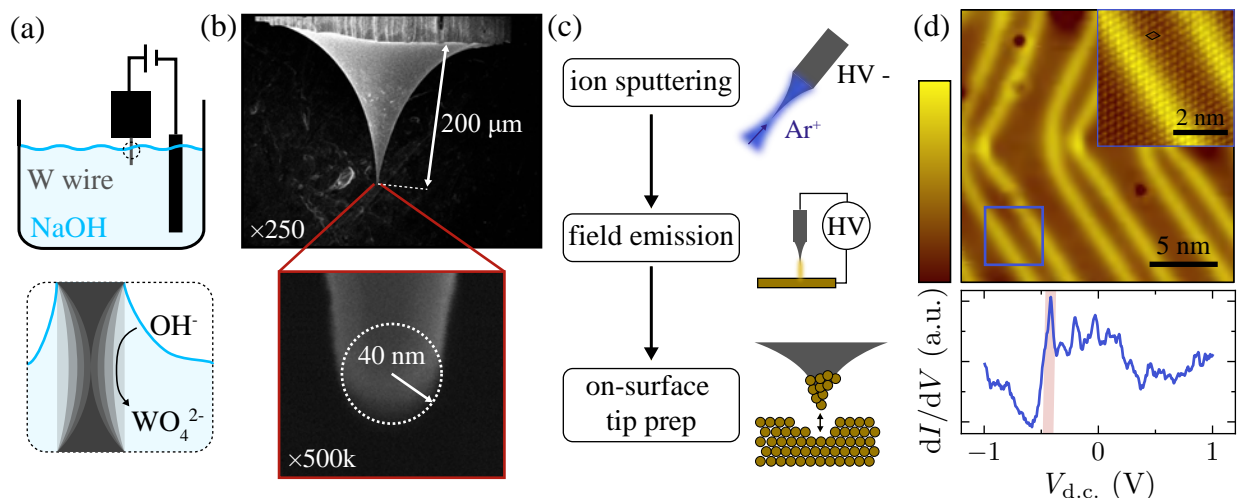 (a)
W wire
NaOH
OH-
WO₄²⁻
(b)
200 μm
×250
40 nm
×500k
(c)
ion sputtering
HV -
Ar⁺
field emission
HV
on-surface
tip prep
(d)
2 nm
5 nm
dI/dV (a.u.)
−1
0
1
V_d.c. (V)